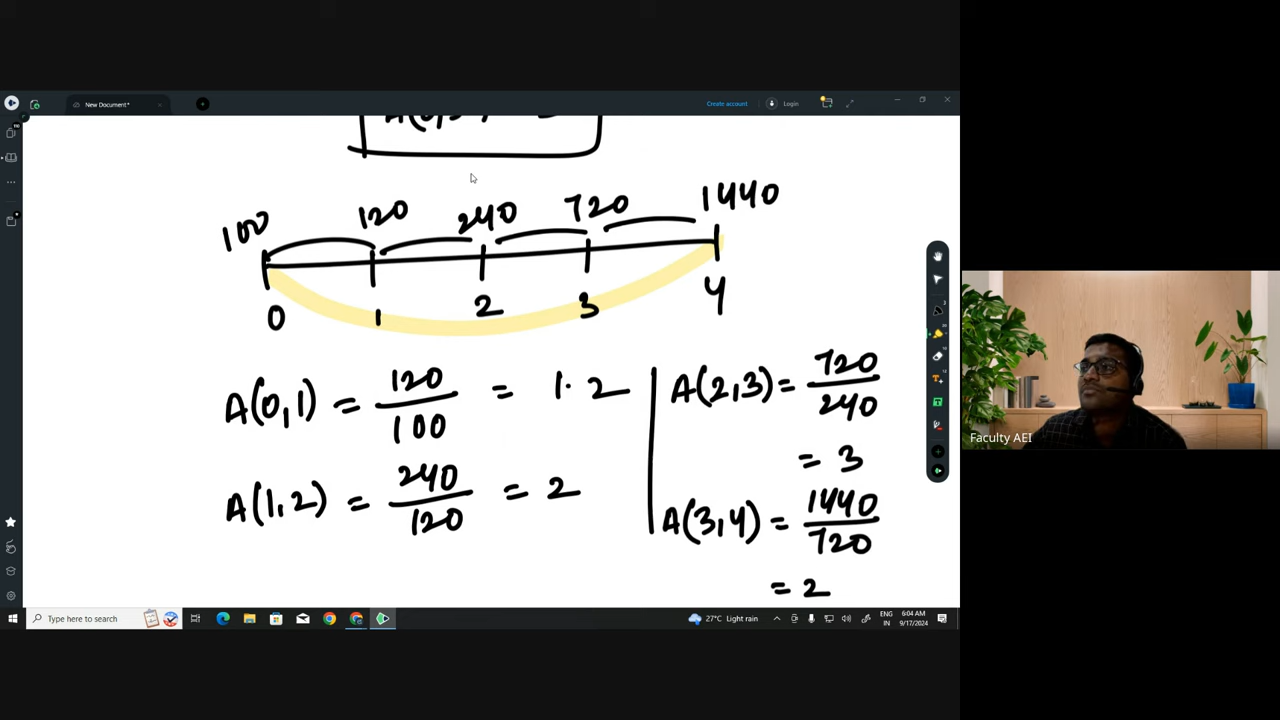 New Document*
Create account
Login
100 120 240 720 1440
0 1 2 3 4
A(0,1) = 120/100 = 1.2
A(1,2) = 240/120 = 2
A(2,3) = 720/240
= 3
A(3,4) = 1440/720
= 2
Faculty AEI
Type here to search
27°C Light rain
ENG
IN
6:04 AM
9/17/2024